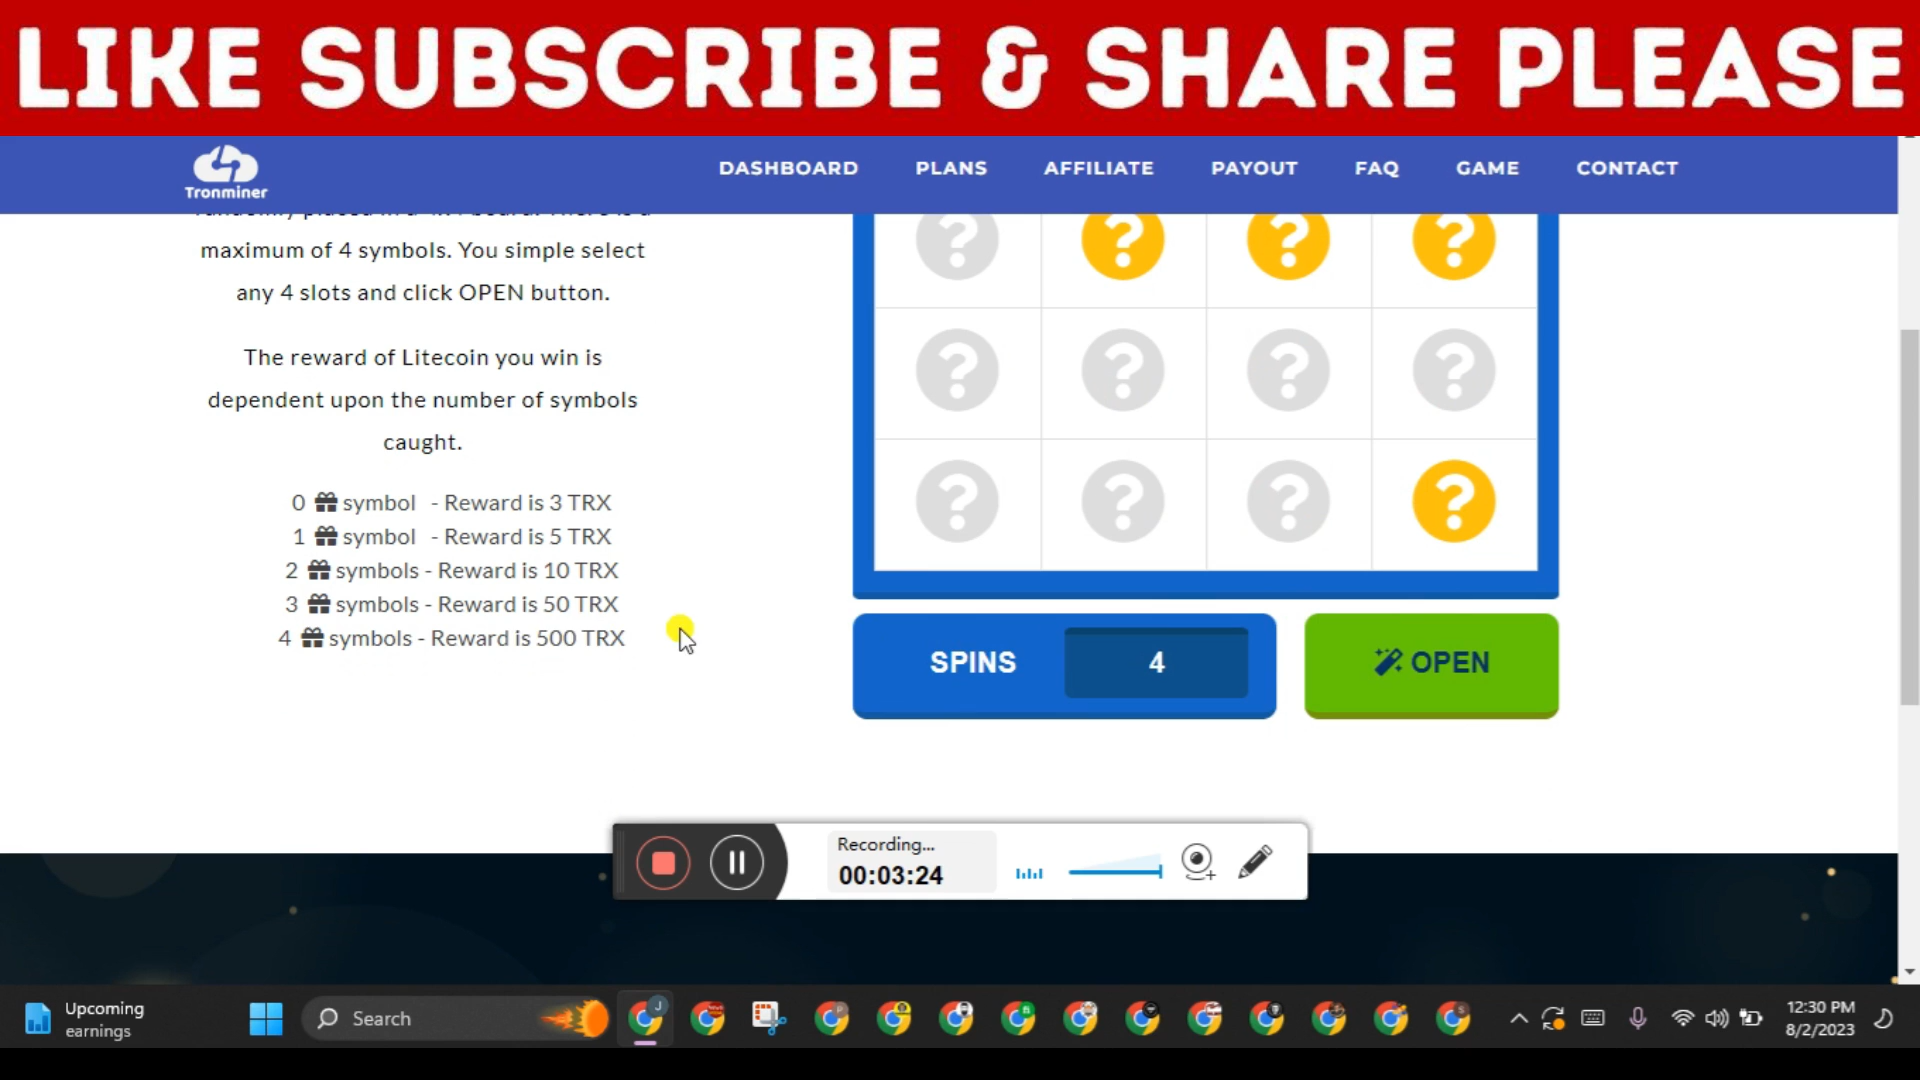 LIKE SUBSCRIBE & SHARE PLEASE
Tronminer
DASHBOARD PLANS AFFILIATE PAYOUT FAQ GAME CONTACT
maximum of 4 symbols. You simple select
any 4 slots and click OPEN button.
The reward of Litecoin you win is
dependent upon the number of symbols
caught.
0 symbol - Reward is 3 TRX
1 symbol - Reward is 5 TRX
2 symbols - Reward is 10 TRX
3 symbols - Reward is 50 TRX
4 symbols - Reward is 500 TRX
? ? ? ?
? ? ? ?
? ? ? ?
SPINS 4
OPEN
Recording...
00:03:24
Upcoming
earnings
Search
12:30 PM
8/2/2023